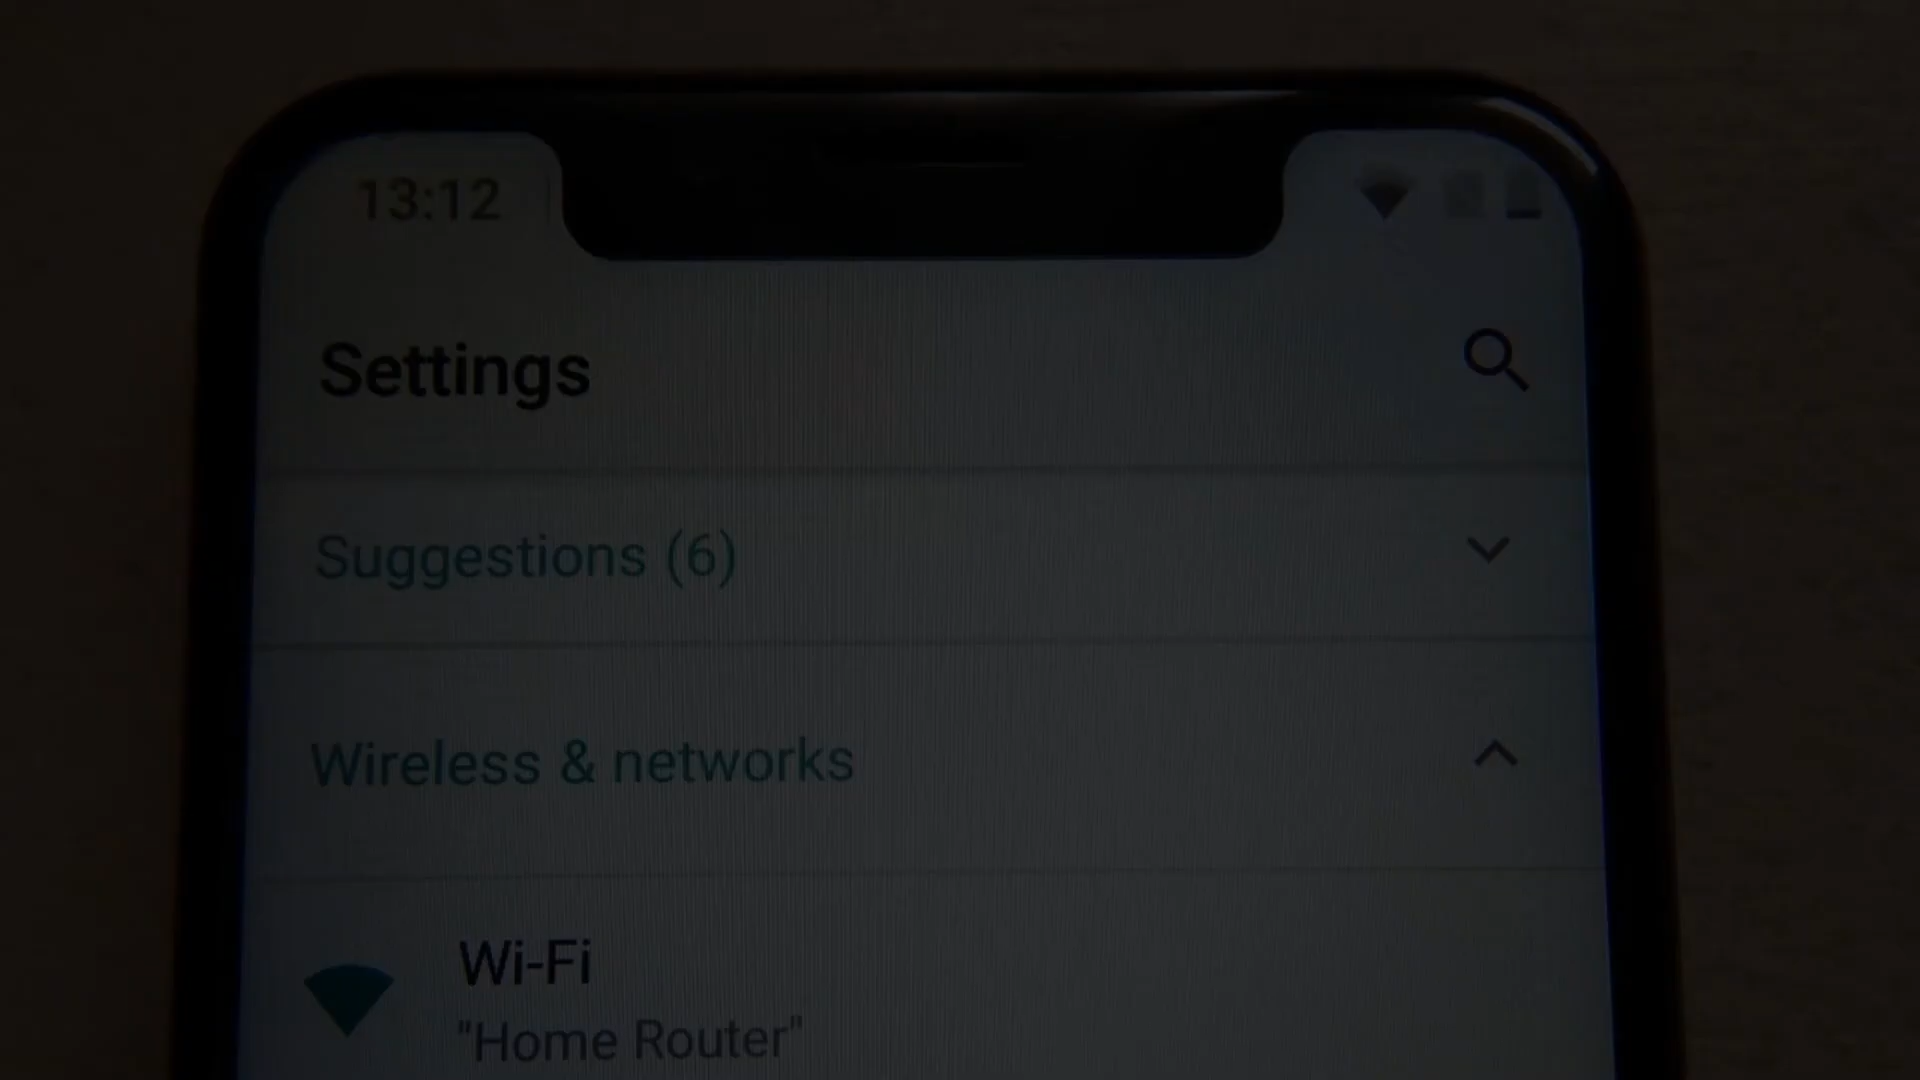 13:12
Settings
Suggestions (6)
Wireless & networks
Wi-Fi
"Home Router"